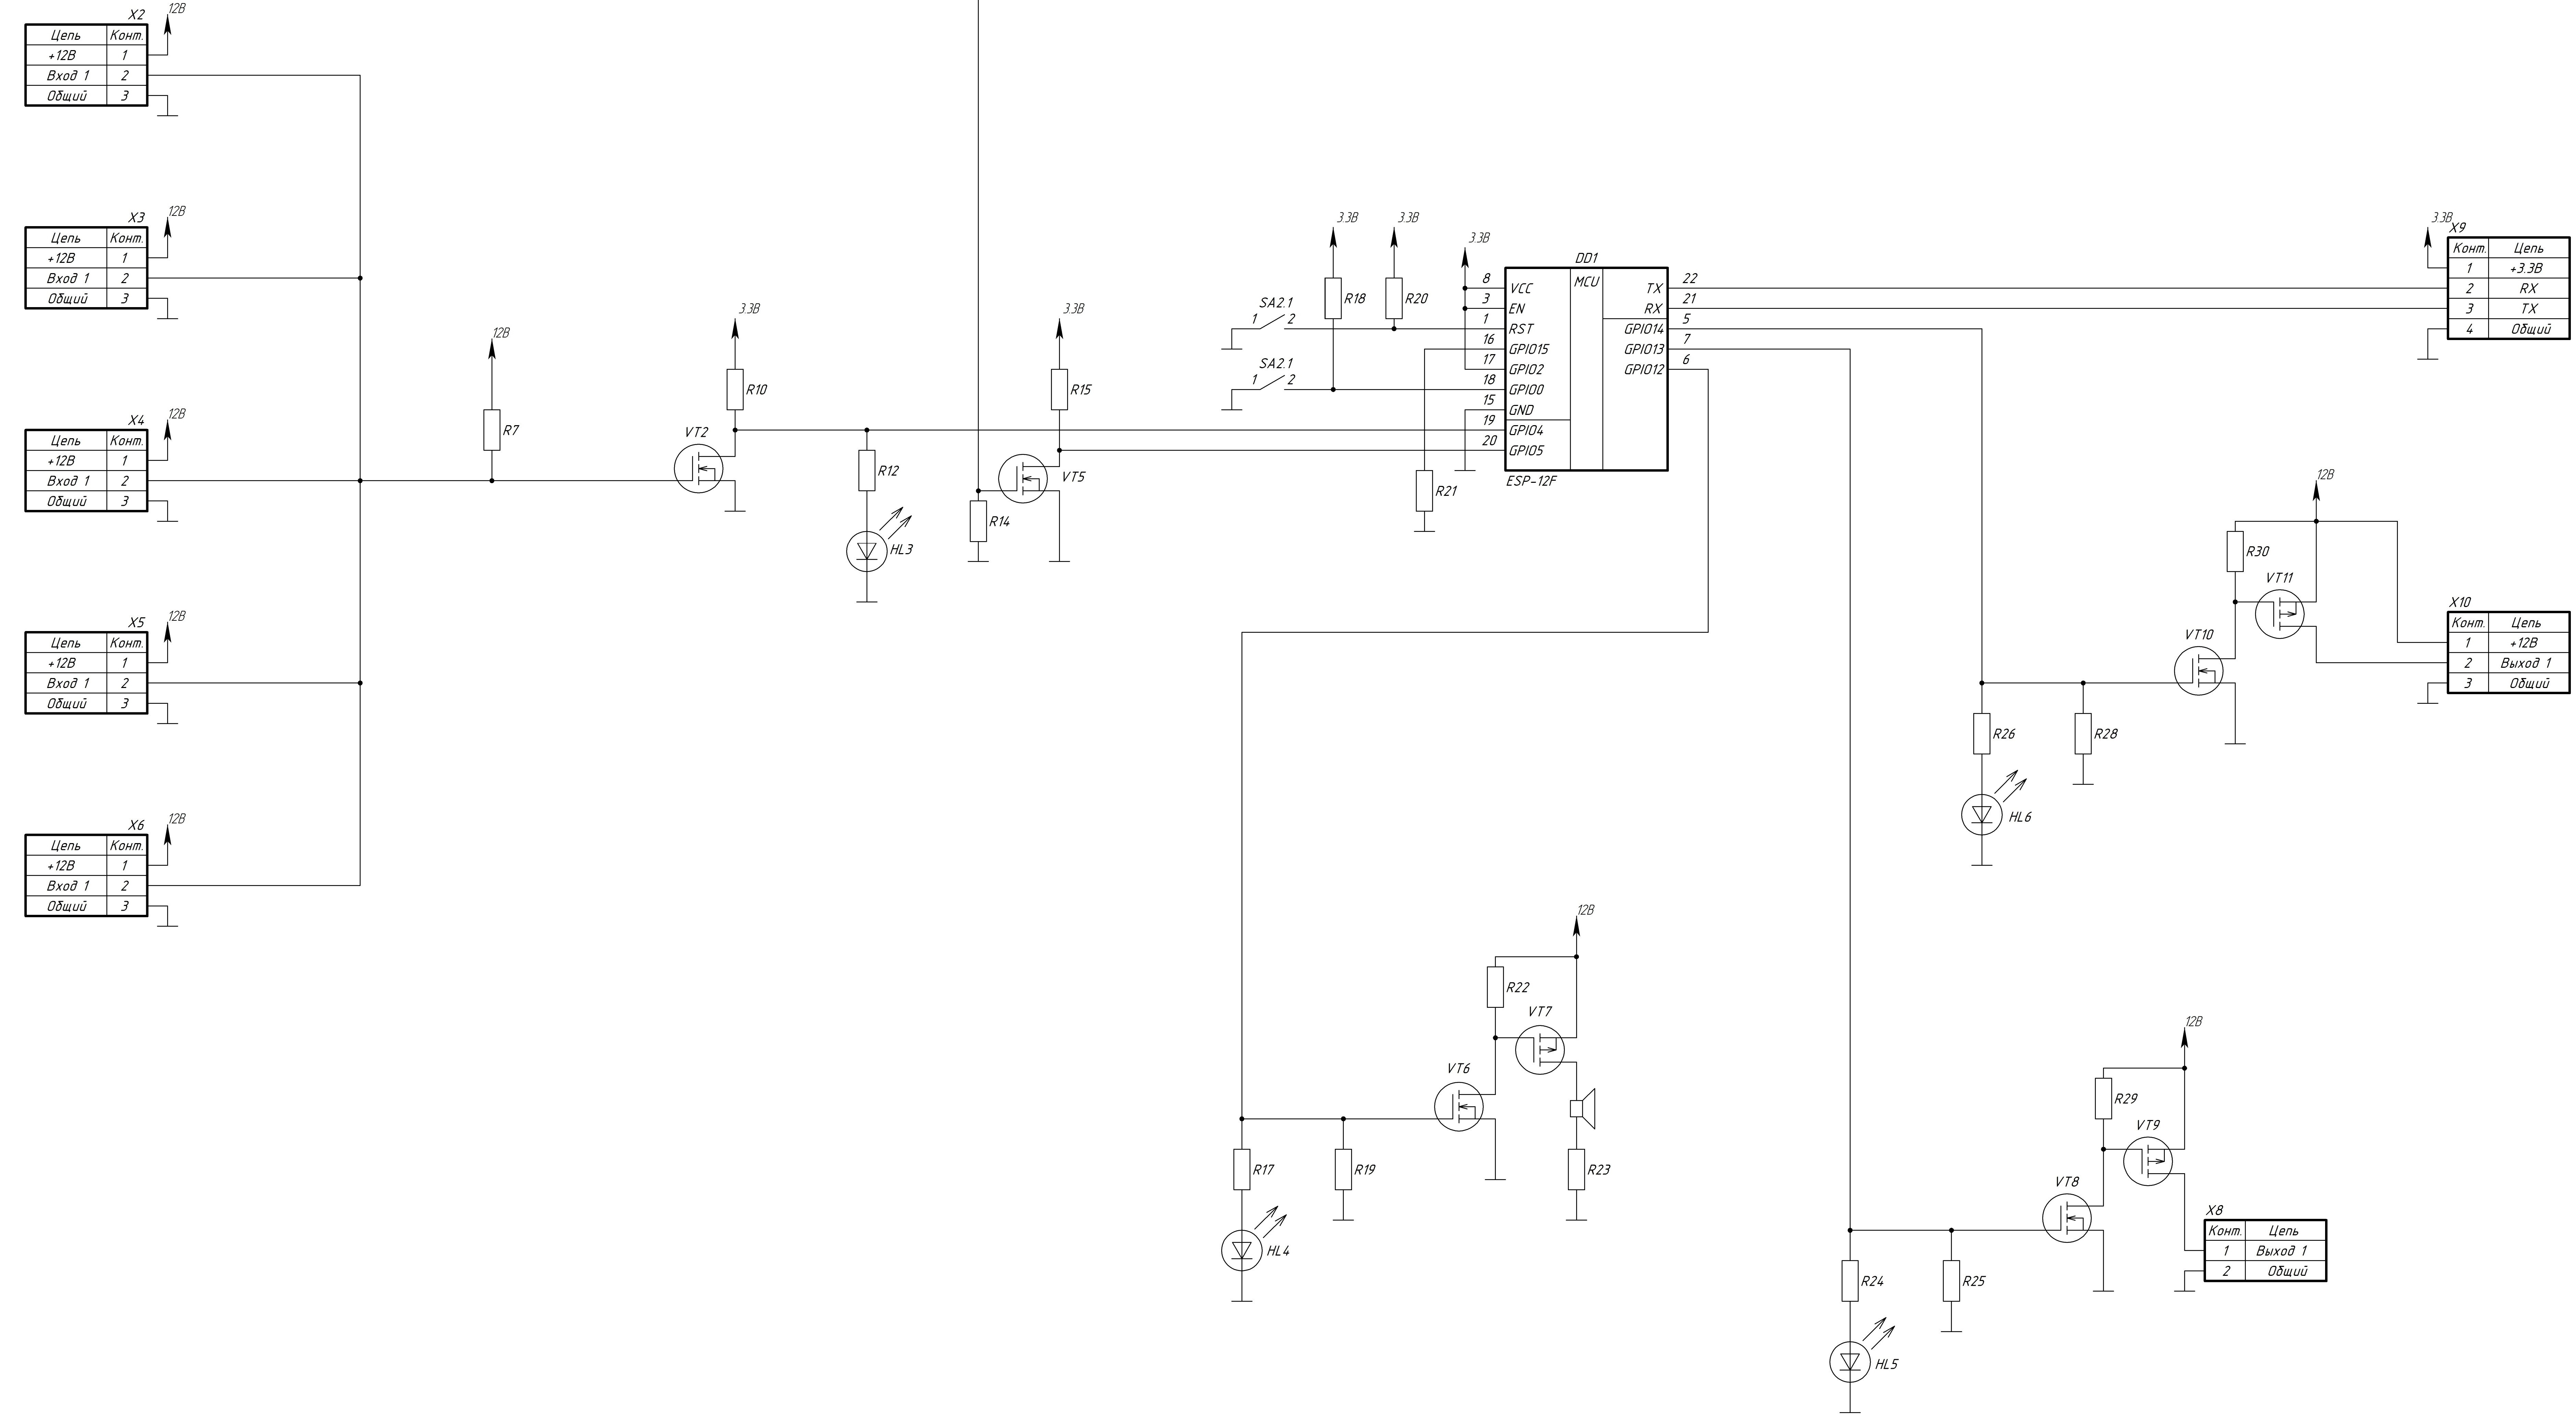 X2
12В
Цепь Конт.
+12В 1
Вход 1 2
Общий 3
X3
12В
Цепь Конт.
+12В 1
Вход 1 2
Общий 3
X4
12В
Цепь Конт.
+12В 1
Вход 1 2
Общий 3
X5
12В
Цепь Конт.
+12В 1
Вход 1 2
Общий 3
X6
12В
Цепь Конт.
+12В 1
Вход 1 2
Общий 3
12В
R7
3.3В
R10
VT2
R12
HL3
3.3В
R15
VT5
R14
3.3В
3.3В
3.3В
R18
R20
SA2.1
1 2
SA2.1
1 2
R21
DD1
MCU
8 VCC
3 EN
1 RST
16 GPIO15
17 GPIO2
18 GPIO0
15 GND
19 GPIO4
20 GPIO5
TX 22
RX 21
GPIO14 5
GPIO13 7
GPIO12 6
ESP-12F
3.3В
X9
Конт. Цепь
1 +3.3В
2 RX
3 TX
4 Общий
12В
R30
VT11
VT10
X10
Конт. Цепь
1 +12В
2 Выход 1
3 Общий
R26
R28
HL6
12В
R22
VT7
VT6
R17
R19
R23
HL4
12В
R29
VT9
VT8
X8
Конт. Цепь
1 Выход 1
2 Общий
R24
R25
HL5